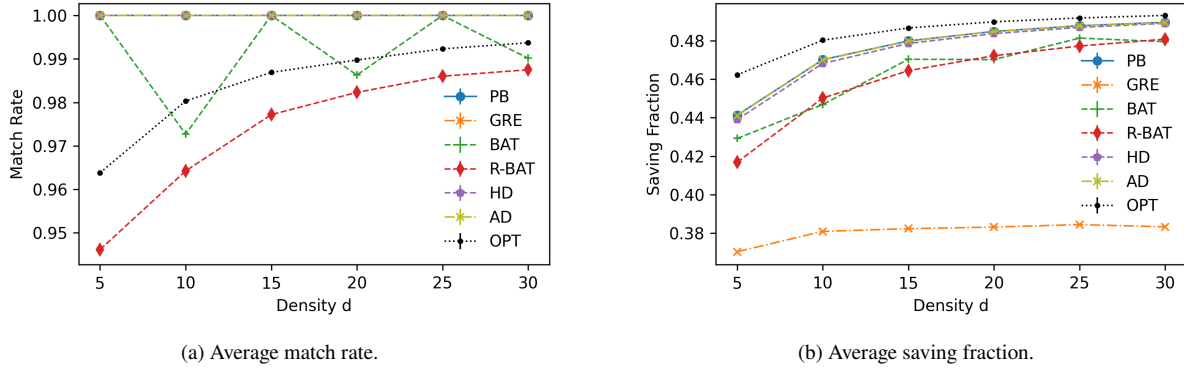 1.00
0.99
0.98
0.97
0.96
0.95
Match Rate
5 10 15 20 25 30
Density d
PB
GRE
BAT
R-BAT
HD
AD
OPT
(a) Average match rate.
0.48
0.46
0.44
0.42
0.40
0.38
Saving Fraction
5 10 15 20 25 30
Density d
PB
GRE
BAT
R-BAT
HD
AD
OPT
(b) Average saving fraction.